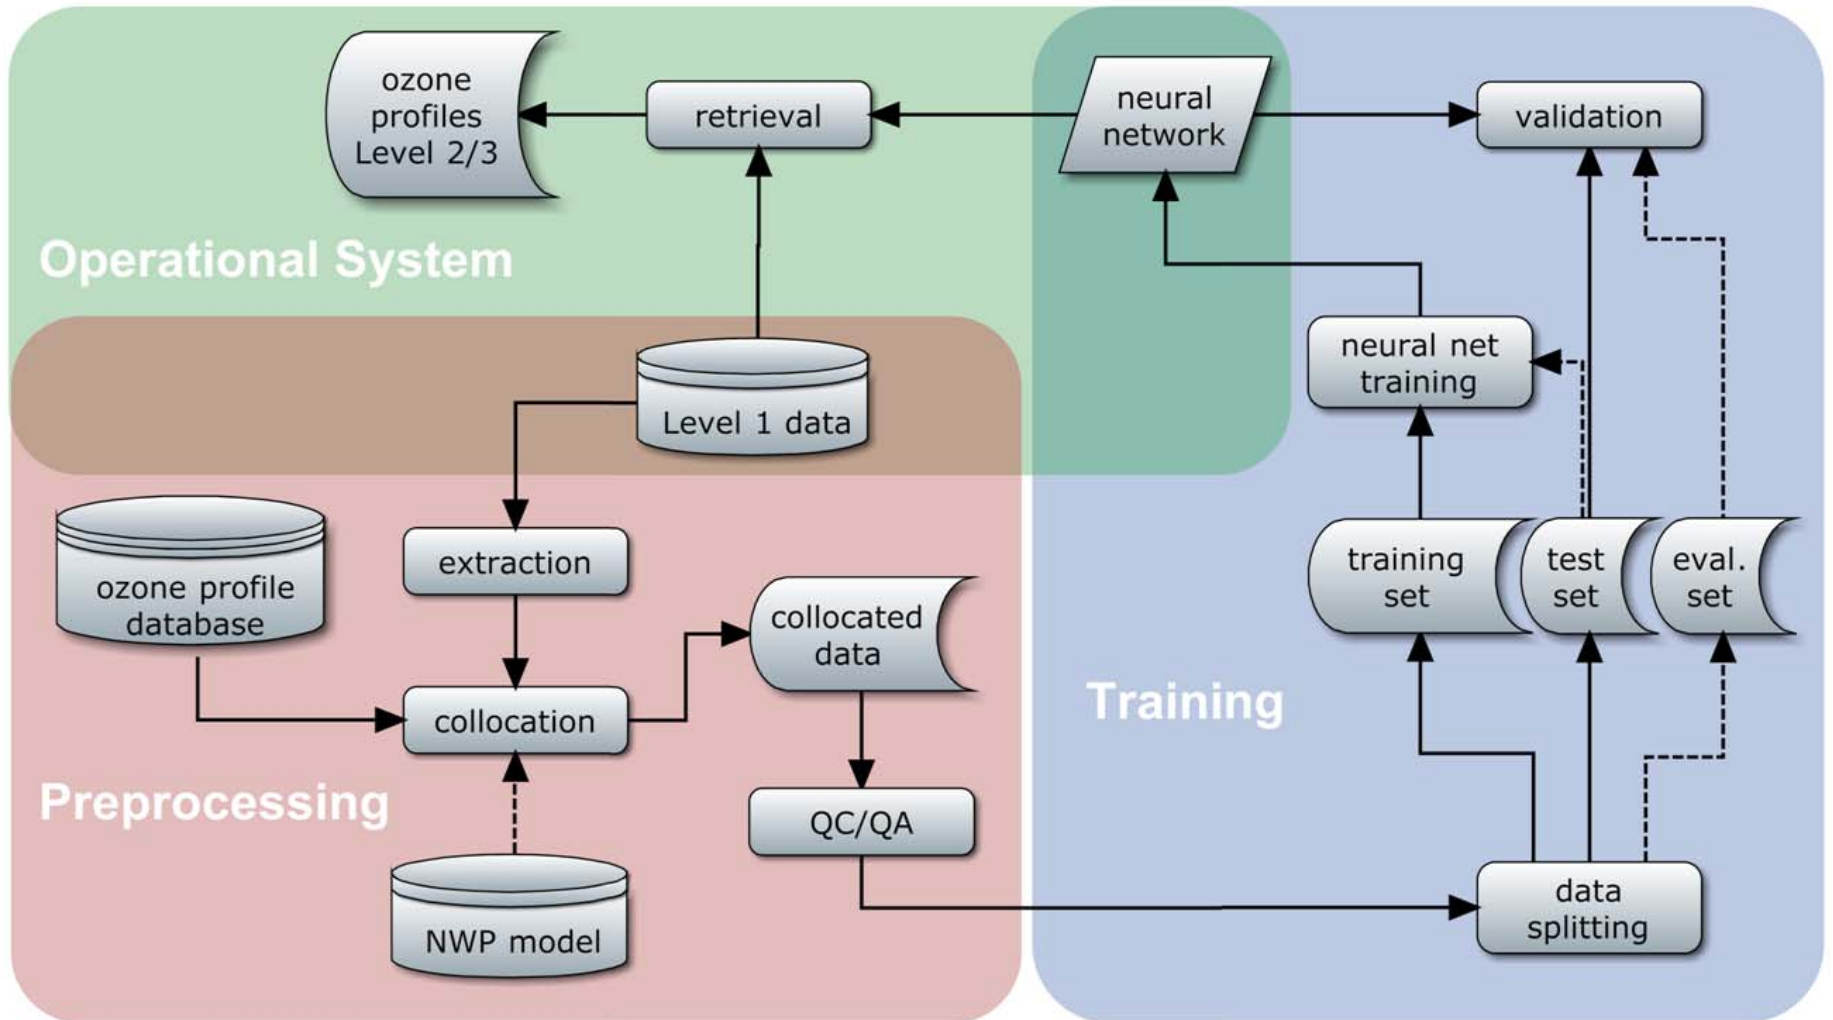 ozone
profiles
Level 2/3
retrieval
neural
network
validation
Operational System
neural net
training
Level 1 data
ozone profile
database
extraction
collocated
data
training
set
test
set
eval.
set
collocation
Training
Preprocessing
QC/QA
NWP model
data
splitting